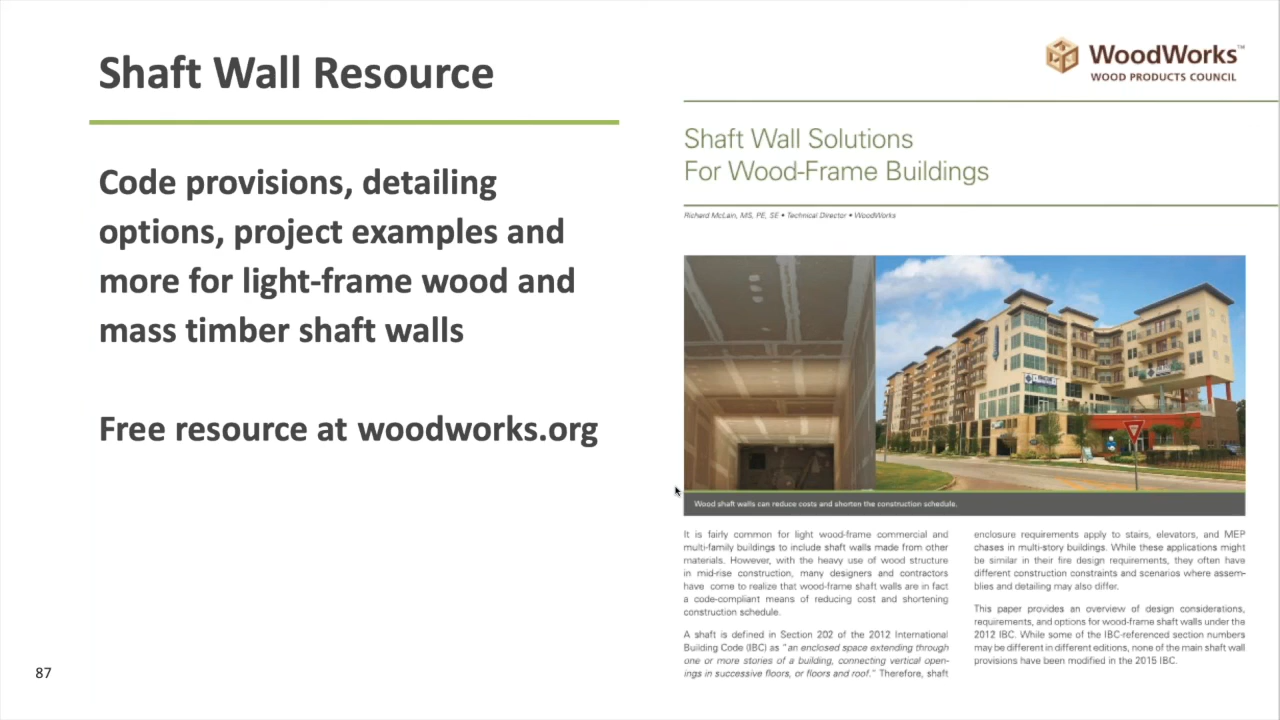 Shaft Wall Resource
Code provisions, detailing
options, project examples and
more for light-frame wood and
mass timber shaft walls
Free resource at woodworks.org
87
WoodWorks™
WOOD PRODUCTS COUNCIL
Shaft Wall Solutions
For Wood-Frame Buildings
Richard McLain, MS, PE, SE • Technical Director • WoodWorks
Wood shaft walls can reduce costs and shorten the construction schedule.
It is fairly common for light wood-frame commercial and
multi-family buildings to include shaft walls made from other
materials. However, with the heavy use of wood structure
in mid-rise construction, many designers and contractors
have come to realize that wood-frame shaft walls are in fact
a code-compliant means of reducing cost and shortening
construction schedule.
A shaft is defined in Section 202 of the 2012 International
Building Code (IBC) as "an enclosed space extending through
one or more stories of a building, connecting vertical open-
ings in successive floors, or floors and roof." Therefore, shaft
enclosure requirements apply to stairs, elevators, and MEP
chases in multi-story buildings. While these applications might
be similar in their fire design requirements, they often have
different construction constraints and scenarios where assem-
blies and detailing may also differ.
This paper provides an overview of design considerations,
requirements, and options for wood-frame shaft walls under the
2012 IBC. While some of the IBC-referenced section numbers
may be different in different editions, none of the main shaft wall
provisions have been modified in the 2015 IBC.